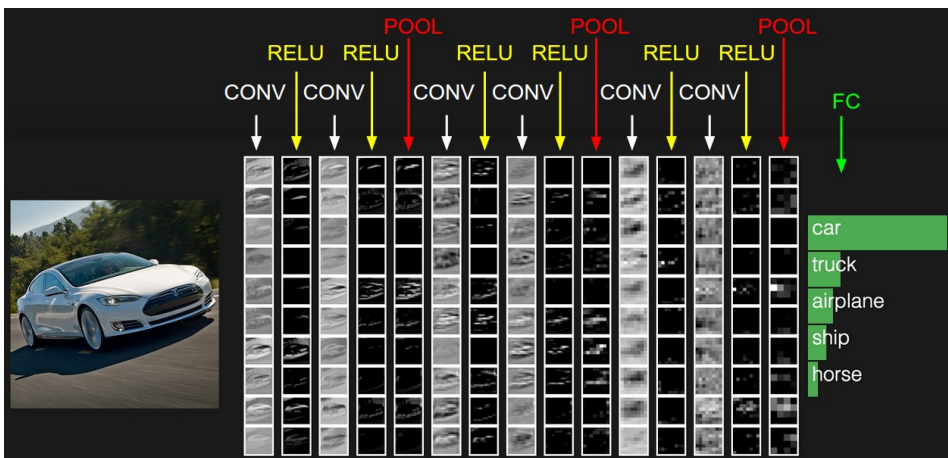 POOL POOL POOL
RELU RELU RELU RELU RELU RELU
CONV CONV CONV CONV CONV CONV
FC
car
truck
airplane
ship
horse